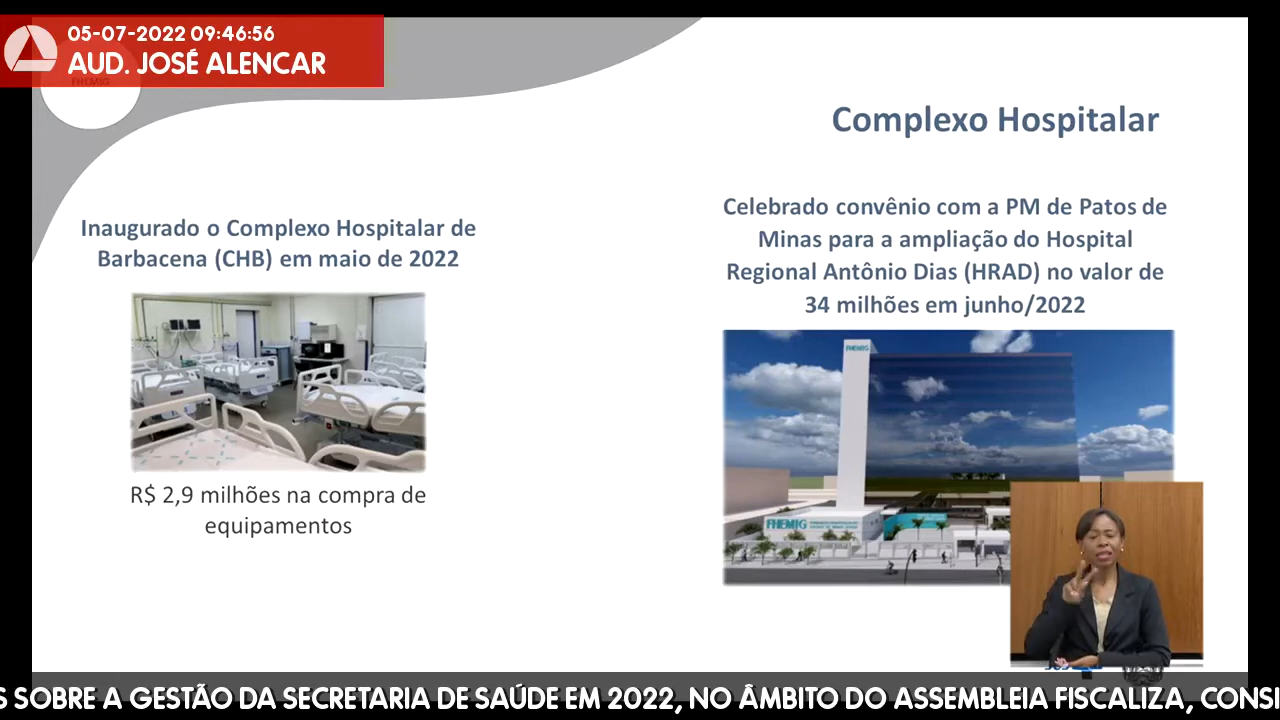 05-07-2022 09:46:56
AUD. JOSÉ ALENCAR
FHEMIG
Complexo Hospitalar
Inaugurado o Complexo Hospitalar de
Barbacena (CHB) em maio de 2022
R$ 2,9 milhões na compra de
equipamentos
Celebrado convênio com a PM de Patos de
Minas para a ampliação do Hospital
Regional Antônio Dias (HRAD) no valor de
34 milhões em junho/2022
FHEMIG
FHEMIG
S SOBRE A GESTÃO DA SECRETARIA DE SAÚDE EM 2022, NO ÂMBITO DO ASSEMBLEIA FISCALIZA, CONSI